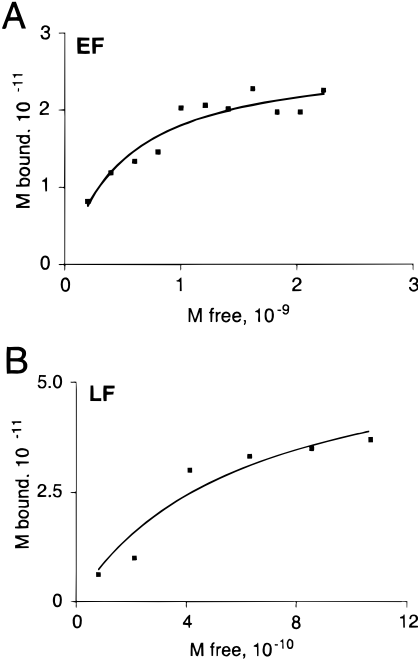 A
EF
3
2
1
0
M bound. 10 -11
0 1 2 3
M free, 10-9
B
LF
5.0
2.5
0
M bound. 10 -11
0 4 8 12
M free, 10-10